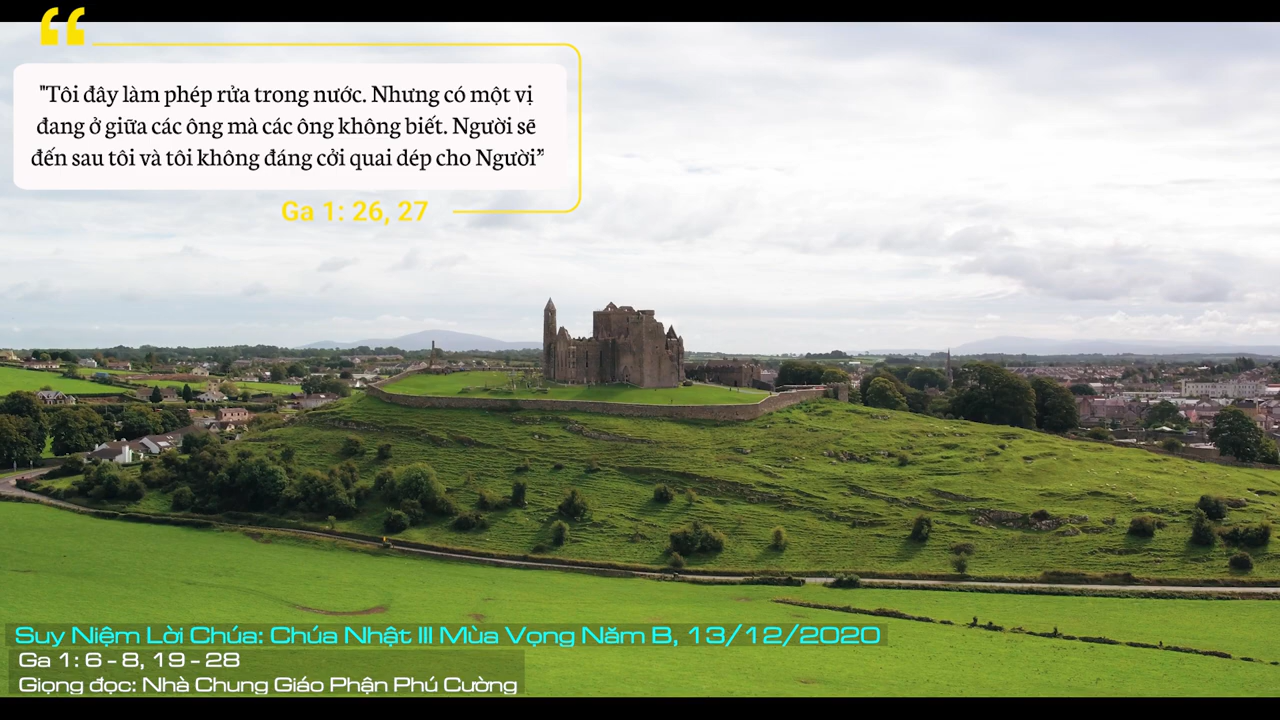 "Tôi đây làm phép rửa trong nước. Nhưng có một vị
đang ở giữa các ông mà các ông không biết. Người sẽ
đến sau tôi và tôi không đáng cởi quai dép cho Người”
Ga 1: 26, 27
Suy Niệm Lời Chúa: Chúa Nhật III Mùa Vọng Năm B, 13/12/2020
Ga 1: 6 - 8, 19 - 28
Giọng đọc: Nhà Chung Giáo Phận Phú Cường